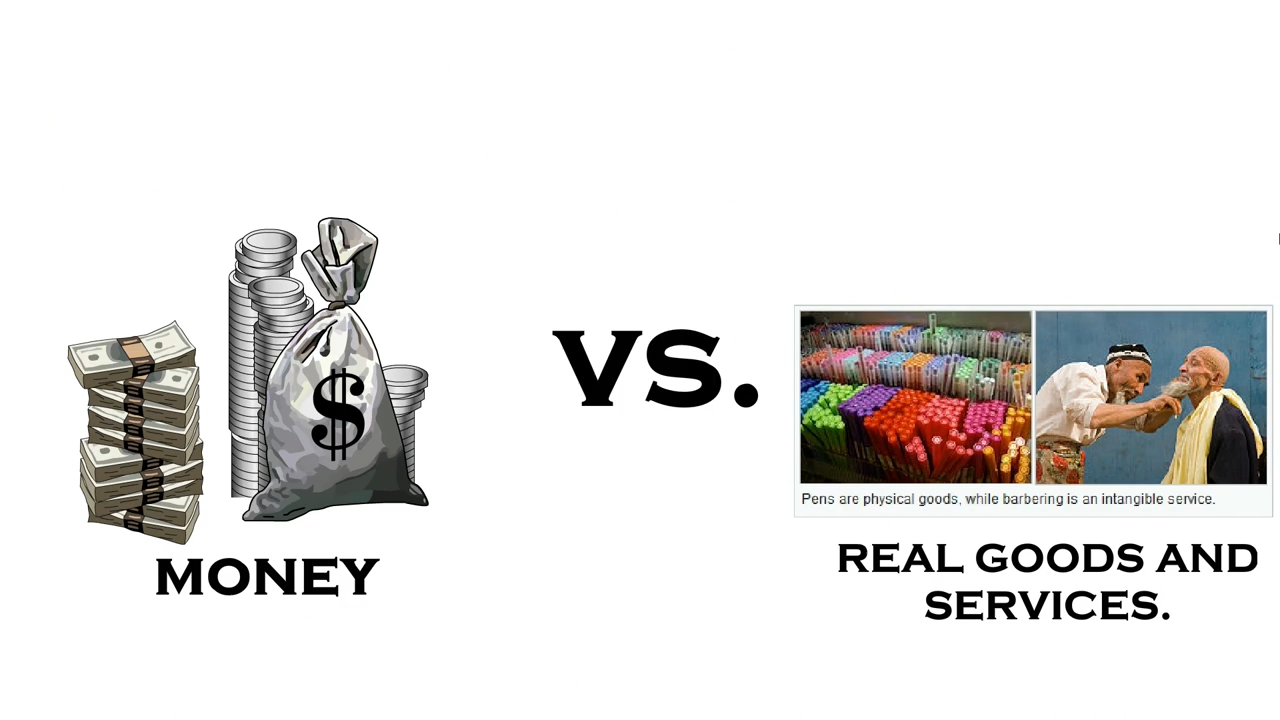 $
VS.
Pens are physical goods, while barbering is an intangible service.
MONEY
REAL GOODS AND
SERVICES.